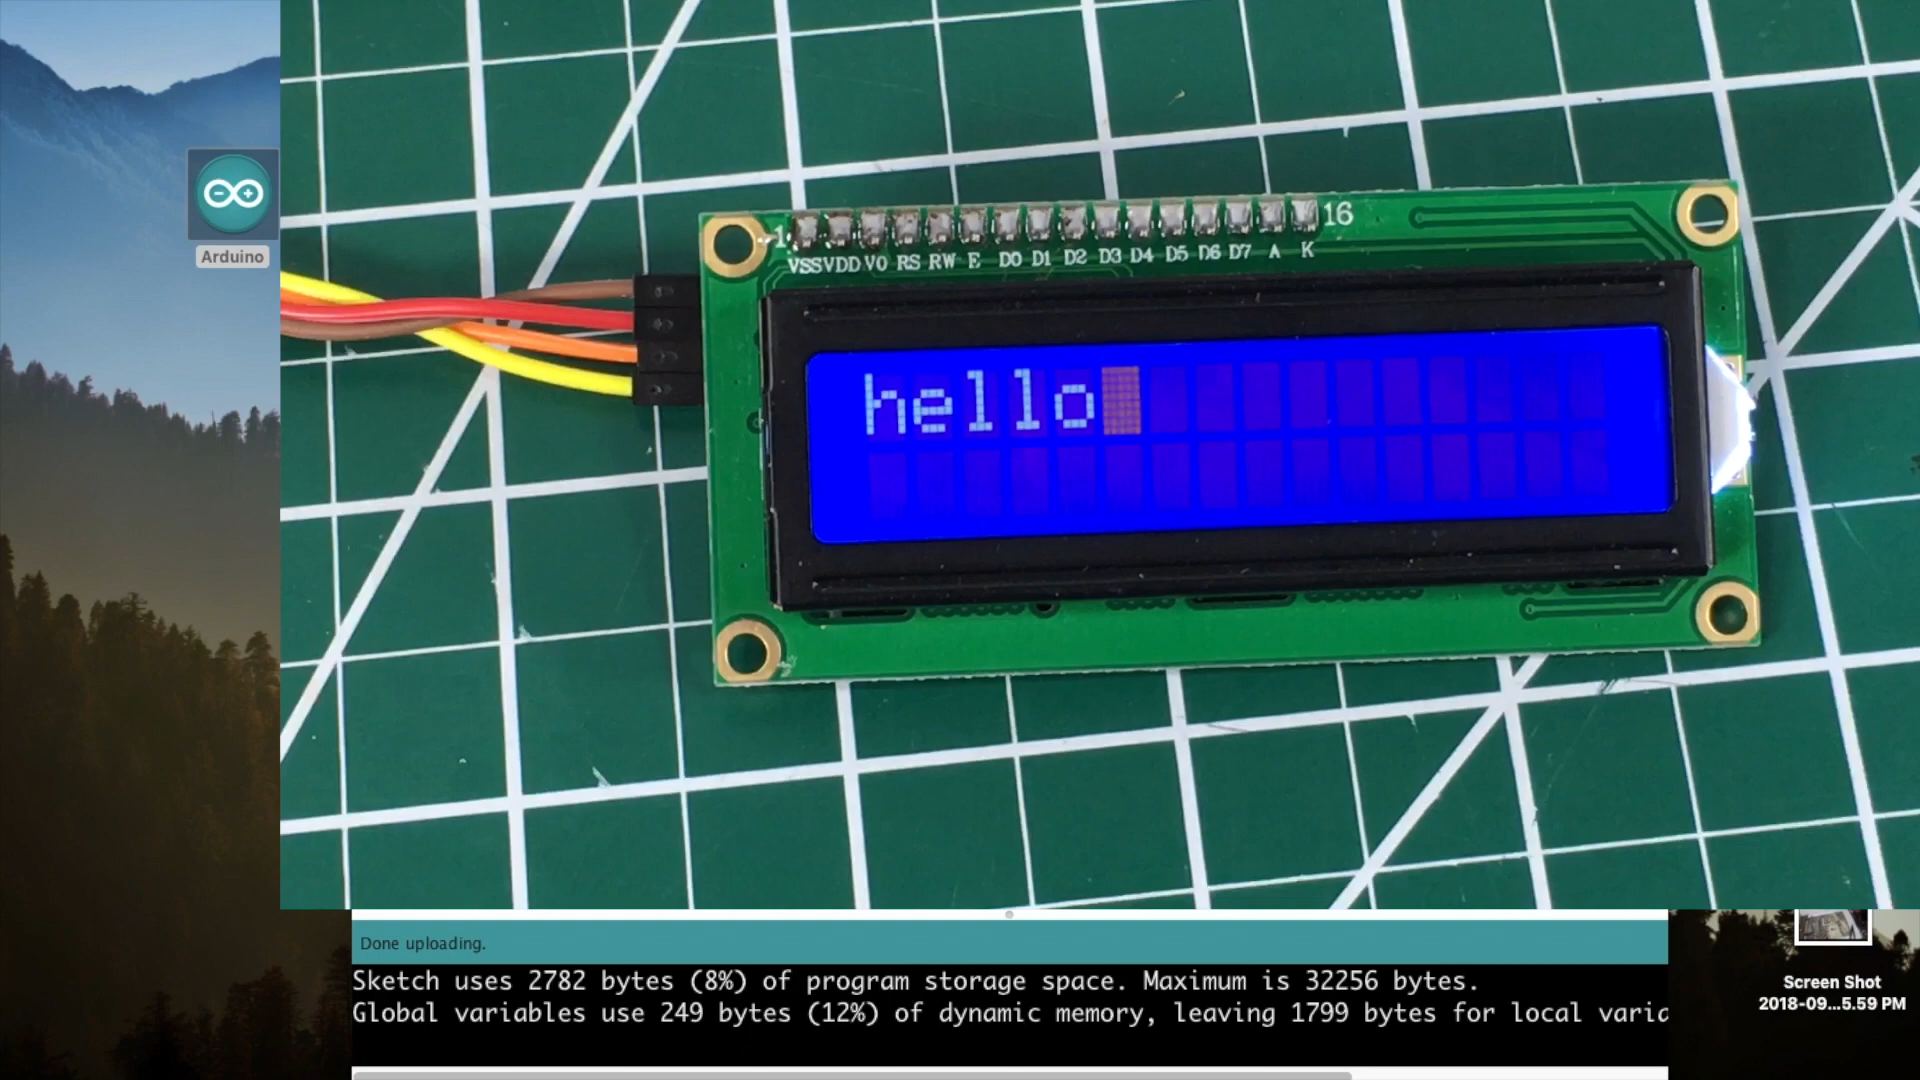 Arduino
1 16
VSS VDD V0 RS RW E D0 D1 D2 D3 D4 D5 D6 D7 A K
hello
Done uploading.
Sketch uses 2782 bytes (8%) of program storage space. Maximum is 32256 bytes.
Global variables use 249 bytes (12%) of dynamic memory, leaving 1799 bytes for local varia
Screen Shot
2018-09...5.59 PM